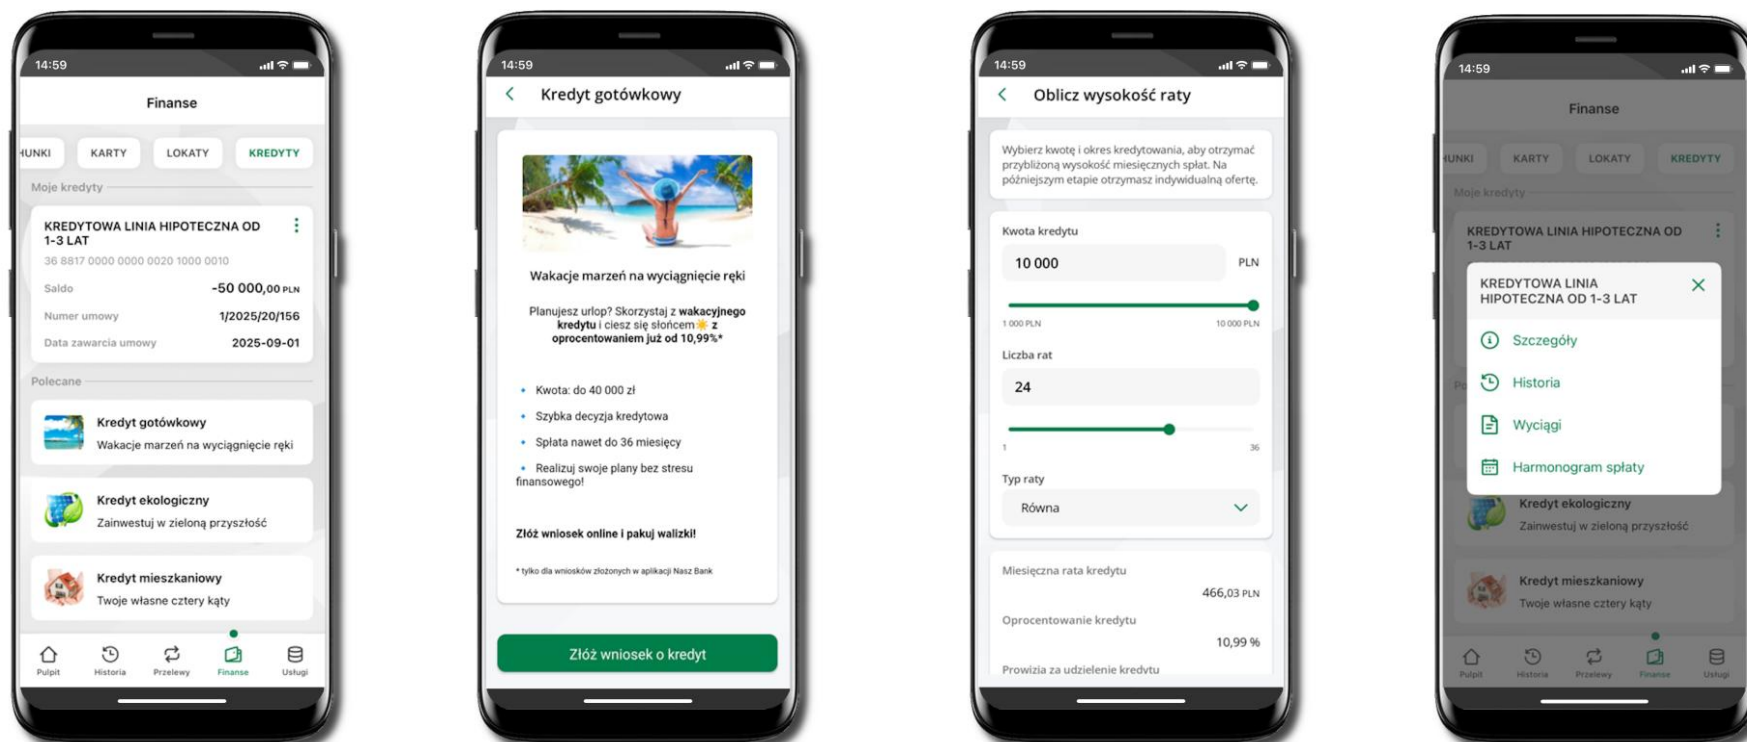 14:59
Finanse
HUNKI KARTY LOKATY KREDYTY
Moje kredyty
KREDYTOWA LINIA HIPOTECZNA OD
1-3 LAT
36 8817 0000 0000 0020 1000 0010
Saldo -50 000,00 PLN
Numer umowy 1/2025/20/156
Data zawarcia umowy 2025-09-01
Polecane
Kredyt gotówkowy
Wakacje marzeń na wyciągnięcie ręki
Kredyt ekologiczny
Zainwestuj w zieloną przyszłość
Kredyt mieszkaniowy
Twoje własne cztery kąty
Pulpit Historia Przelewy Finanse Usługi
14:59
Kredyt gotówkowy
Wakacje marzeń na wyciągnięcie ręki
Planujesz urlop? Skorzystaj z wakacyjnego
kredytu i ciesz się słońcem☀️ z
oprocentowaniem już od 10,99%*
Kwota: do 40 000 zł
Szybka decyzja kredytowa
Spłata nawet do 36 miesięcy
Realizuj swoje plany bez stresu
finansowego!
Złóż wniosek online i pakuj walizki!
* tylko dla wniosków złożonych w aplikacji Nasz Bank
Złóż wniosek o kredyt
14:59
Oblicz wysokość raty
Wybierz kwotę i okres kredytowania, aby otrzymać
przybliżoną wysokość miesięcznych spłat. Na
późniejszym etapie otrzymasz indywidualną ofertę.
Kwota kredytu
10 000 PLN
1 000 PLN 10 000 PLN
Liczba rat
24
1 36
Typ raty
Równa
Miesięczna rata kredytu
466,03 PLN
Oprocentowanie kredytu
10,99 %
Prowizja za udzielenie kredytu
14:59
Finanse
HUNKI KARTY LOKATY KREDYTY
Moje kredyty
KREDYTOWA LINIA HIPOTECZNA OD
1-3 LAT
KREDYTOWA LINIA
HIPOTECZNA OD 1-3 LAT
Szczegóły
Historia
Wyciągi
Harmonogram spłaty
Kredyt ekologiczny
Zainwestuj w zieloną przyszłość
Kredyt mieszkaniowy
Twoje własne cztery kąty
Pulpit Historia Przelewy Finanse Usługi